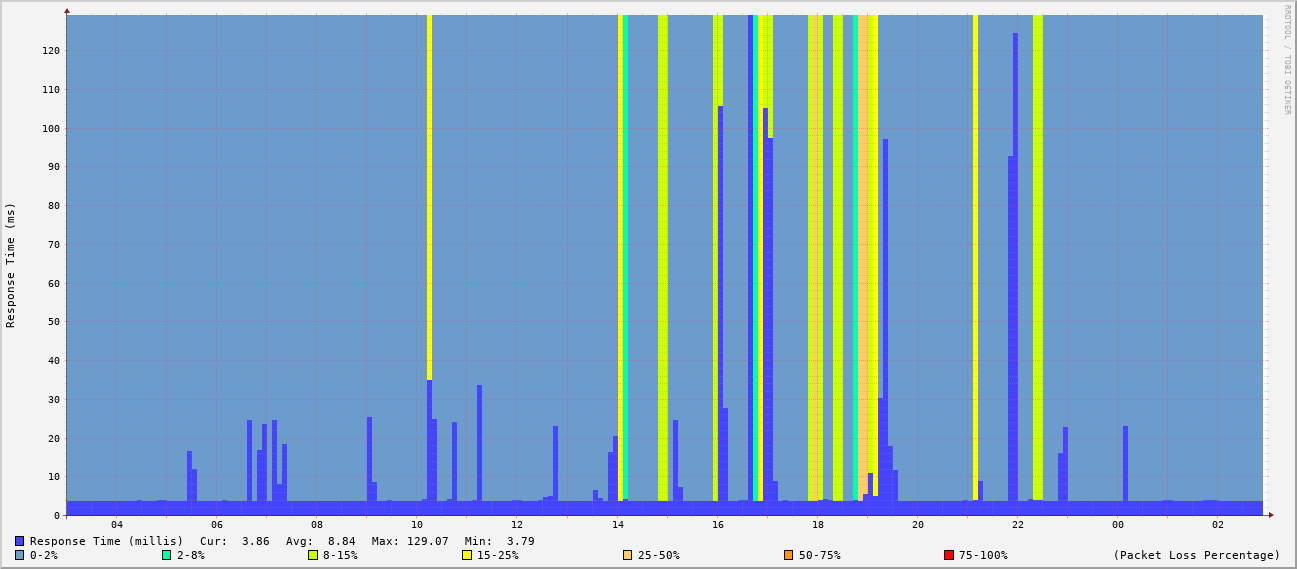 RRDTOOL / TOBI OETIKER
Response Time (ms)
120
110
100
90
80
70
60
50
40
30
20
10
0
04 06 08 10 12 14 16 18 20 22 00 02
Response Time (millis) Cur: 3.86 Avg: 8.84 Max: 129.07 Min: 3.79
0-2% 2-8% 8-15% 15-25% 25-50% 50-75% 75-100% (Packet Loss Percentage)